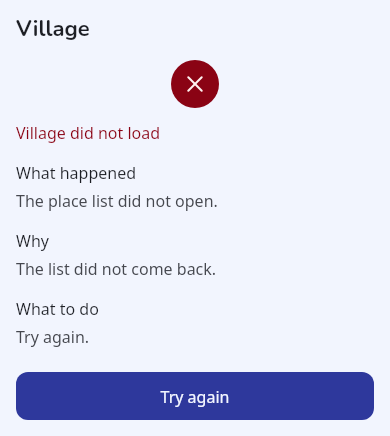 Village
Village did not load
What happened
The place list did not open.
Why
The list did not come back.
What to do
Try again.
Try again